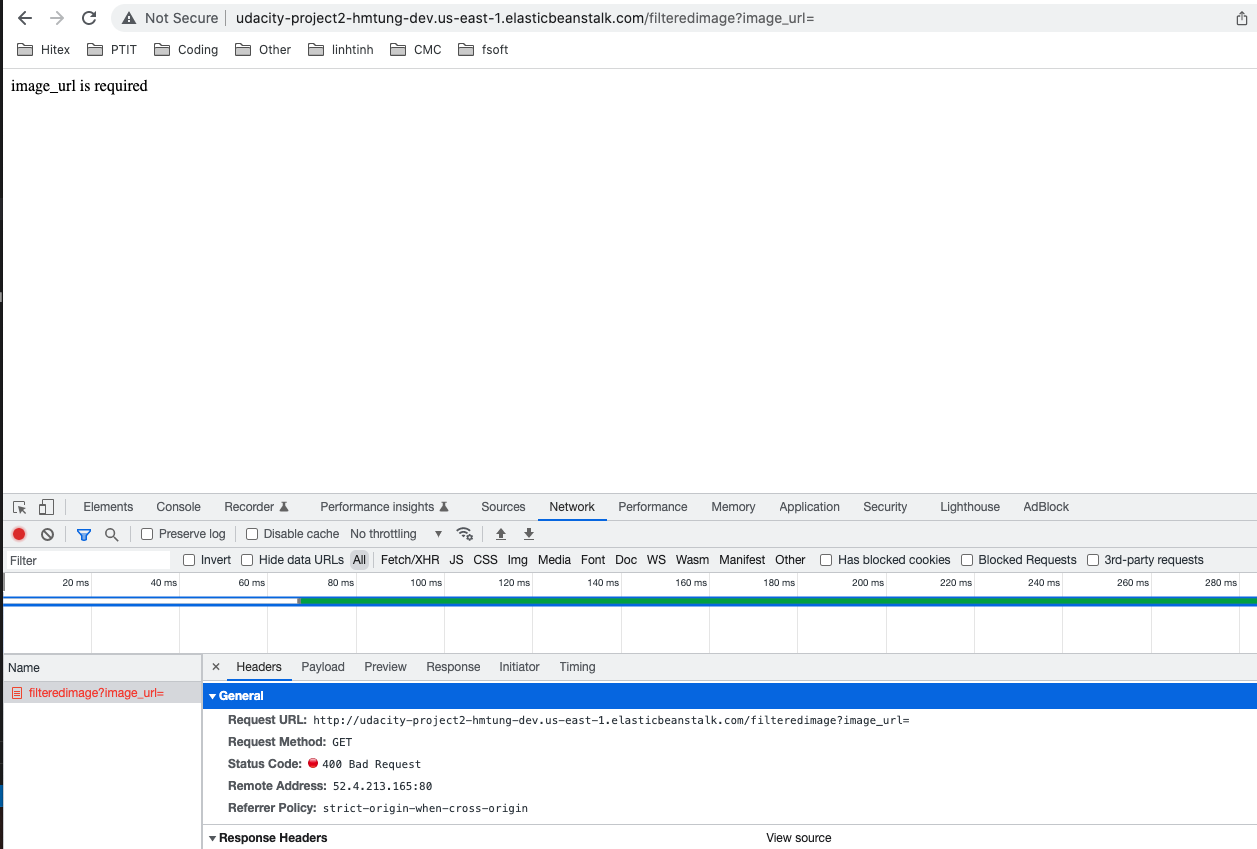 Not Secure udacity-project2-hmtung-dev.us-east-1.elasticbeanstalk.com/filteredimage?image_url=
Hitex PTIT Coding Other linhtinh CMC fsoft
image_url is required
Elements Console Recorder Performance insights Sources Network Performance Memory Application Security Lighthouse AdBlock
Preserve log Disable cache No throttling
Filter Invert Hide data URLs All Fetch/XHR JS CSS Img Media Font Doc WS Wasm Manifest Other Has blocked cookies Blocked Requests 3rd-party requests
20 ms 40 ms 60 ms 80 ms 100 ms 120 ms 140 ms 160 ms 180 ms 200 ms 220 ms 240 ms 260 ms 280 ms
Name × Headers Payload Preview Response Initiator Timing
filteredimage?image_url= General
Request URL: http://udacity-project2-hmtung-dev.us-east-1.elasticbeanstalk.com/filteredimage?image_url=
Request Method: GET
Status Code: 400 Bad Request
Remote Address: 52.4.213.165:80
Referrer Policy: strict-origin-when-cross-origin
Response Headers View source